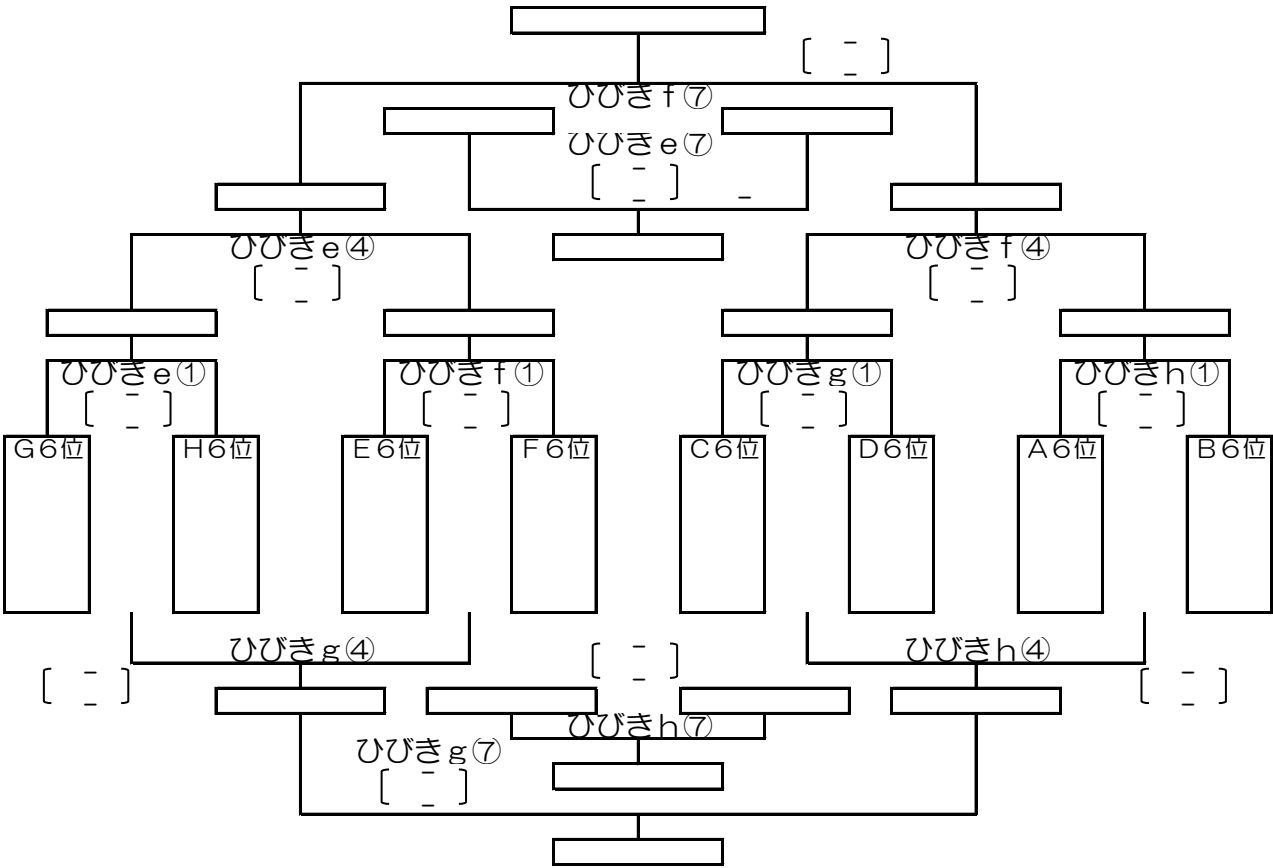 [ - - ]
ひびきｆ⑦
ひびきｅ⑦
[ - - ] -
ひびきｅ④ ひびきｆ④
[ - - ] [ - - ]
ひびきｅ① ひびきｆ① ひびきｇ① ひびきｈ①
[ - - ] [ - - ] [ - - ] [ - - ]
Ｇ６位 Ｈ６位 Ｅ６位 Ｆ６位 Ｃ６位 Ｄ６位 Ａ６位 Ｂ６位
ひびきｇ④ [ - - ] ひびきｈ④
[ - - ] [ - - ]
ひびきｈ⑦
ひびきｇ⑦
[ - - ]